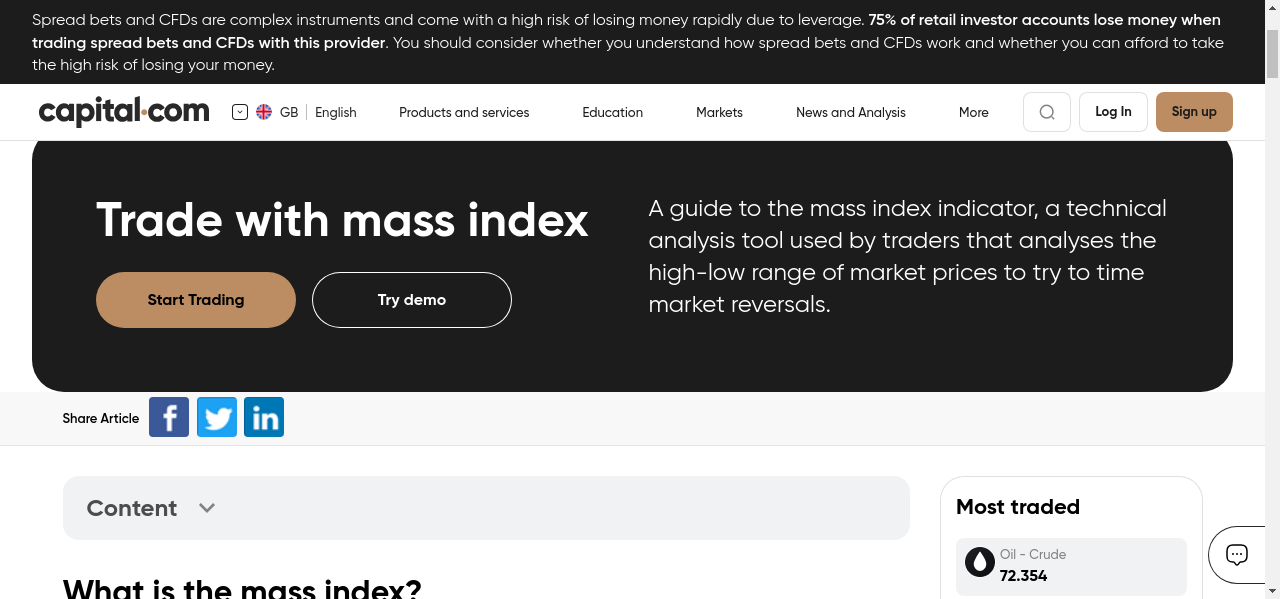 Spread bets and CFDs are complex instruments and come with a high risk of losing money rapidly due to leverage. 75% of retail investor accounts lose money when
trading spread bets and CFDs with this provider. You should consider whether you understand how spread bets and CFDs work and whether you can afford to take
the high risk of losing your money.
capital.com
GB
English
Products and services
Education
Markets
News and Analysis
More
Log In
Sign up
Trade with mass index
Start Trading
Try demo
A guide to the mass index indicator, a technical
analysis tool used by traders that analyses the
high-low range of market prices to try to time
market reversals.
Share Article
Content
What is the mass index?
Most traded
Oil - Crude
72.354